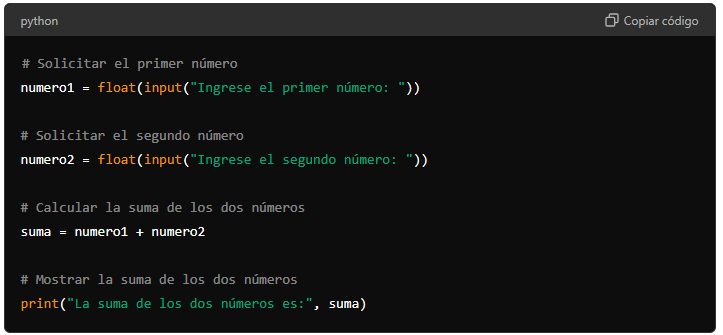 python
Copiar código
# Solicitar el primer número
numero1 = float(input("Ingrese el primer número: "))
# Solicitar el segundo número
numero2 = float(input("Ingrese el segundo número: "))
# Calcular la suma de los dos números
suma = numero1 + numero2
# Mostrar la suma de los dos números
print("La suma de los dos números es:", suma)